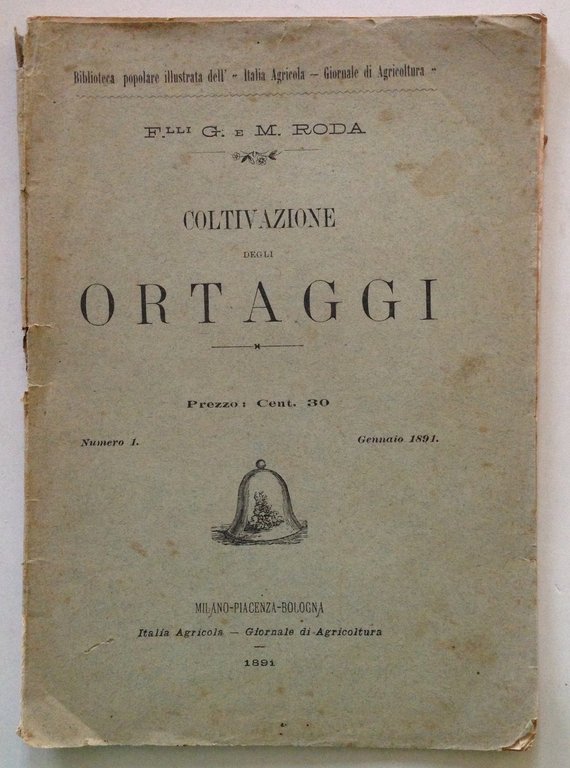 Biblioteca popolare illustrata dell' " Italia Agricola — Giornale di Agricoltura "
F.LLI G. E M. RODA
COLTIVAZIONE
DEGLI
ORTAGGI
Prezzo: Cent. 30
Numero 1. Gennaio 1891.
MILANO-PIACENZA-BOLOGNA
Italia Agricola — Giornale di Agricoltura
1891